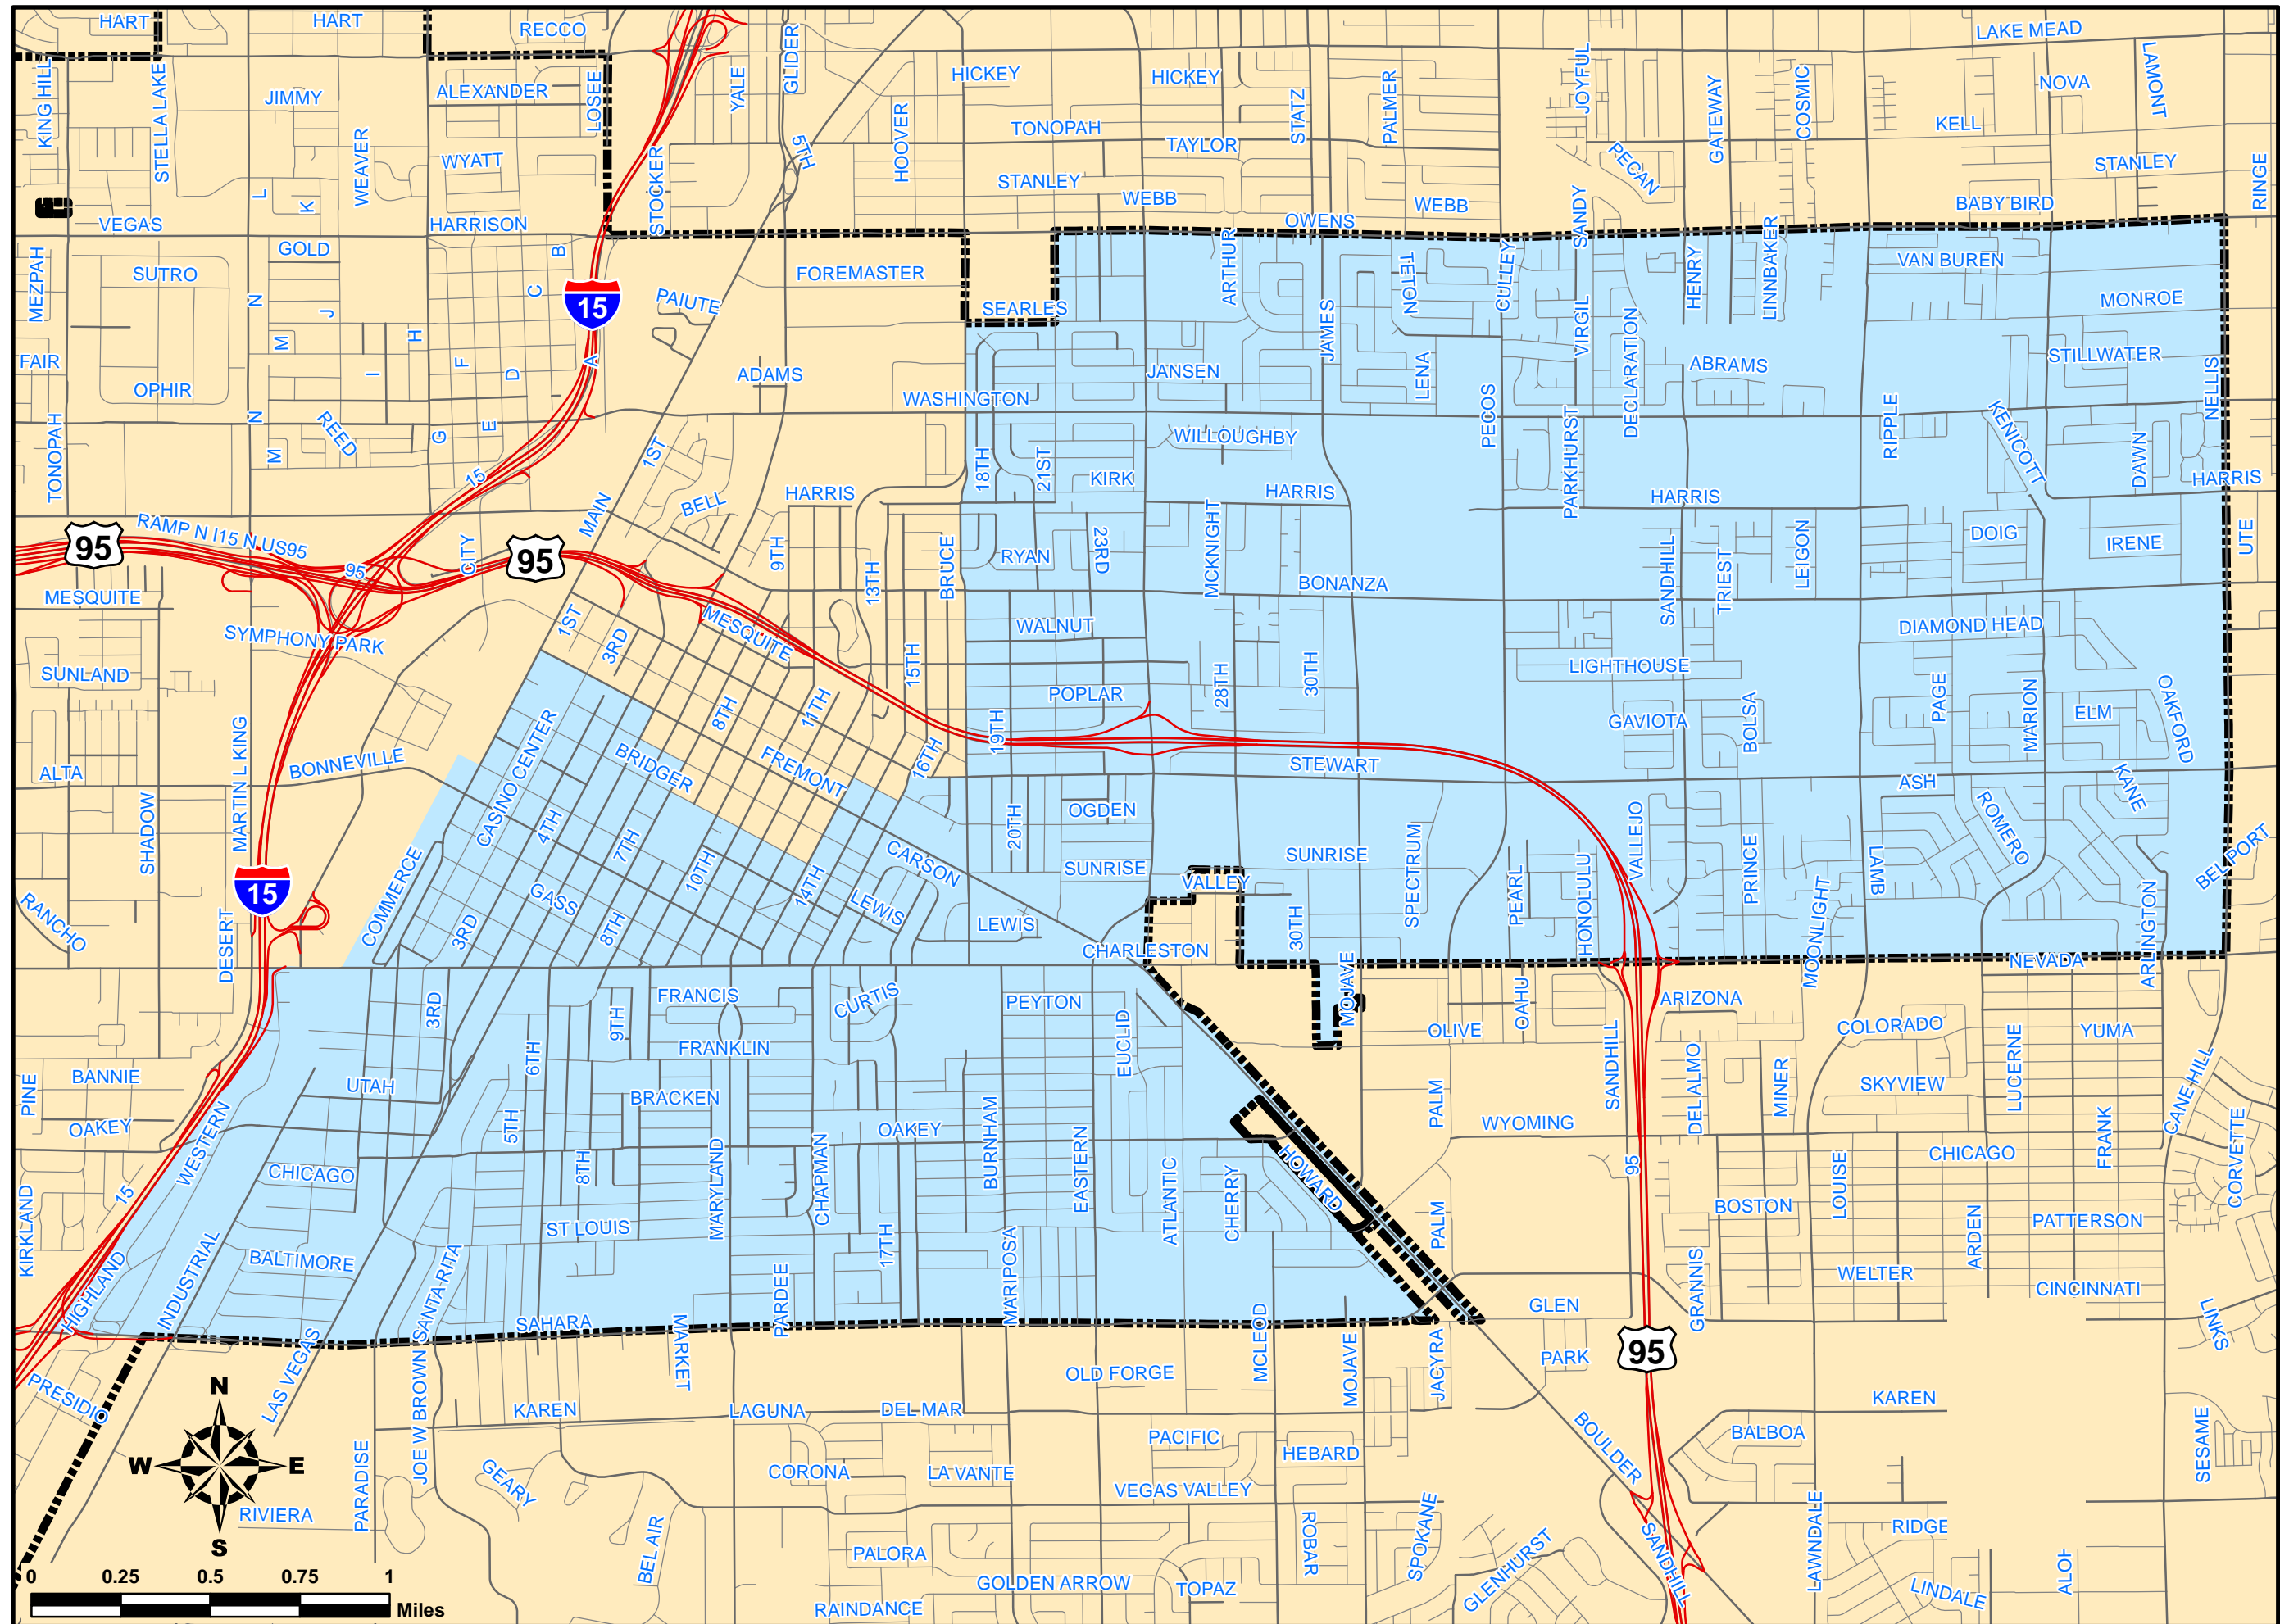 HART
HART
RECCO
LAKE MEAD
KING HILL
STELLA LAKE
JIMMY
ALEXANDER
LOSEE
YALE
GLIDER
HICKEY
HICKEY
STATZ
PALMER
JOYFUL
GATEWAY
COSMIC
NOVA
LAMONT
WEAVER
WYATT
STOCKER
5TH
HOOVER
TONOPAH
TAYLOR
KELL
PECAN
STANLEY
STANLEY
WEBB
WEBB
SANDY
BABY BIRD
RINGE
VEGAS
L
K
HARRISON
OWENS
LINNBAKER
MEZPAH
SUTRO
GOLD
B
FOREMASTER
ARTHUR
TETON
CULLEY
HENRY
VAN BUREN
N
J
C
15
PAIUTE
SEARLES
JAMES
VIRGIL
DECLARATION
MONROE
FAIR
M
I
H
F
D
A
ADAMS
JANSEN
LENA
ABRAMS
STILLWATER
OPHIR
WASHINGTON
PECOS
NELLIS
TONOPAH
N
M
REED
G
E
1ST
WILLOUGHBY
PARKHURST
RIPPLE
KENICOTT
DAWN
15
BELL
HARRIS
18TH
21ST
KIRK
HARRIS
HARRIS
HARRIS
95
RAMP N I15 N US95
95
CITY
95
MAIN
9TH
13TH
BRUCE
RYAN
23RD
MCKNIGHT
BONANZA
SANDHILL
TRIEST
LEIGON
DOIG
IRENE
UTE
MESQUITE
SYMPHONY PARK
1ST
3RD
MESQUITE
15TH
WALNUT
DIAMOND HEAD
SUNLAND
8TH
11TH
POPLAR
28TH
30TH
LIGHTHOUSE
PAGE
MARION
OAKFORD
MARTIN L KING
CASINO CENTER
BRIDGER
FREMONT
16TH
19TH
GAVIOTA
BOLSA
ELM
ALTA
BONNEVILLE
STEWART
ASH
KANE
SHADOW
4TH
7TH
20TH
OGDEN
VALLEJO
ROMERO
15
COMMERCE
10TH
14TH
CARSON
SUNRISE
SUNRISE
SPECTRUM
PRINCE
LAMB
BELPORT
VALLEY
PEARL
HONOLULU
MOONLIGHT
ARLINGTON
RANCHO
DESERT
3RD
GASS
8TH
LEWIS
LEWIS
CHARLESTON
30TH
MOJAVE
NEVADA
3RD
FRANCIS
CURTIS
PEYTON
OAHU
ARIZONA
9TH
OLIVE
COLORADO
YUMA
6TH
FRANKLIN
EUCLID
SANDHILL
DEL ALMO
MINER
LUCERNE
PINE
BANNIE
UTAH
BRACKEN
PALM
SKYVIEW
CANE HILL
OAKEY
WESTERN
5TH
OAKEY
BURNHAM
WYOMING
FRANK
CORVETTE
CHICAGO
8TH
MARYLAND
CHAPMAN
EASTERN
ATLANTIC
CHERRY
HOWARD
95
LOUISE
CHICAGO
KIRKLAND
15
ST LOUIS
17TH
MARIPOSA
PALM
BOSTON
ARDEN
PATTERSON
HIGHLAND
INDUSTRIAL
BALTIMORE
SANTA RITA
PARDEE
MCLEOD
GRANNIS
WELTER
CINCINNATI
SAHARA
MARKET
GLEN
LINKS
LAS VEGAS
JOE W BROWN
OLD FORGE
MOJAVE
JACYRA
PARK
95
PRESIDIO
N
KAREN
LAGUNA
DEL MAR
KAREN
W
E
PARADISE
GEARY
CORONA
LA VANTE
PACIFIC
HEBARD
BOULDER
BALBOA
SESAME
VEGAS VALLEY
RIVIERA
S
BEL AIR
PALORA
ROBAR
SPOKANE
GLENHURST
SANDHILL
LAWNDALE
RIDGE
GOLDEN ARROW
TOPAZ
LINDALE
RAINDANCE
0 0.25 0.5 0.75 1
Miles